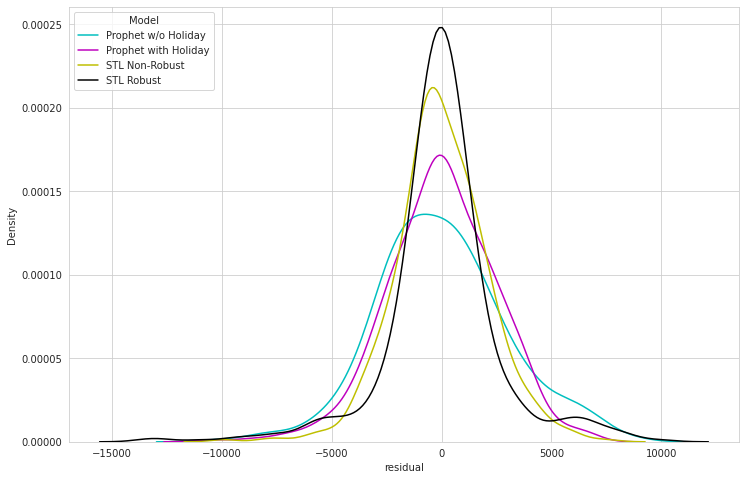 Model
Prophet w/o Holiday
Prophet with Holiday
STL Non-Robust
STL Robust
0.00025
0.00020
0.00015
0.00010
0.00005
0.00000
Density
−15000 −10000 −5000 0 5000 10000
residual